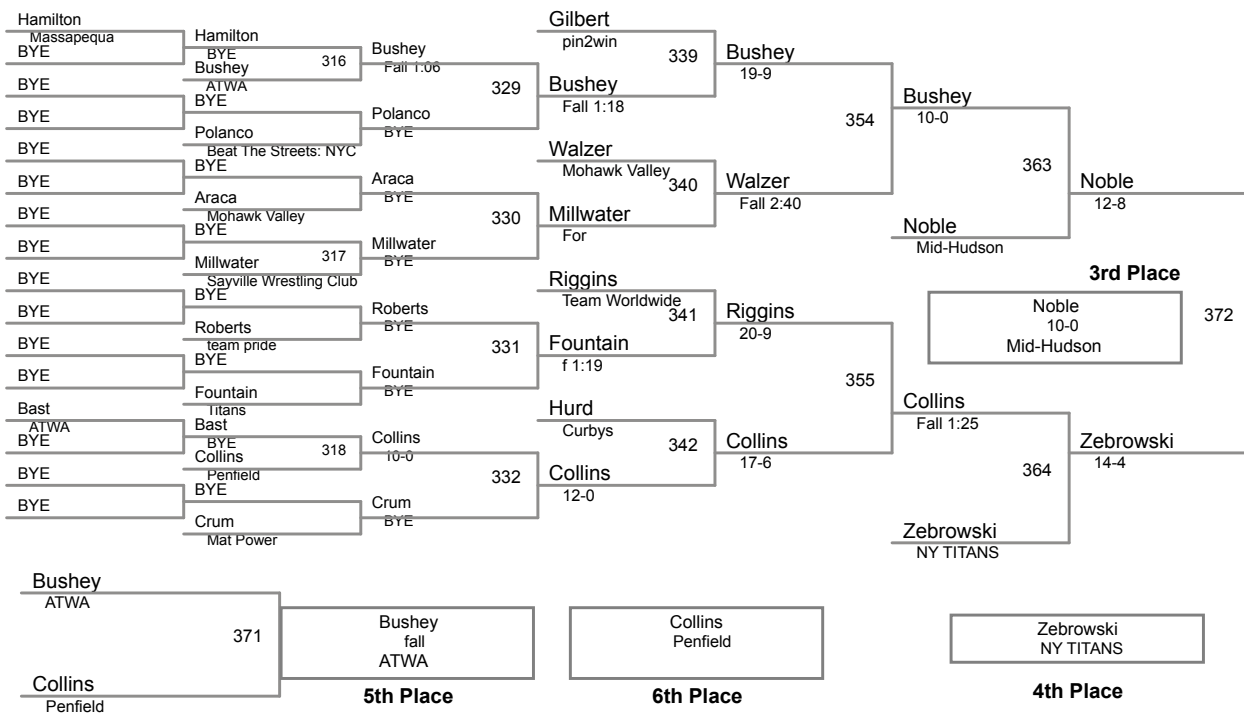 Hamilton
Massapequa
BYE
BYE
BYE
BYE
BYE
BYE
BYE
BYE
BYE
BYE
BYE
Bast
ATWA
BYE
BYE
BYE
Hamilton
BYE
316
Bushey
ATWA
BYE
Polanco
Beat The Streets: NYC
BYE
Araca
Mohawk Valley
BYE
317
Millwater
Sayville Wrestling Club
BYE
Roberts
team pride
BYE
Fountain
Titans
Bast
BYE
318
Collins
Penfield
BYE
Crum
Mat Power
Bushey
Fall 1:06
329
Polanco
BYE
Araca
BYE
330
Millwater
BYE
Roberts
BYE
331
Fountain
BYE
Collins
10-0
332
Crum
BYE
Gilbert
pin2win
339
Bushey
Fall 1:18
Walzer
Mohawk Valley
340
Millwater
For
Riggins
Team Worldwide
341
Fountain
f 1:19
Hurd
Curbys
342
Collins
12-0
Bushey
19-9
354
Walzer
Fall 2:40
Riggins
20-9
355
Collins
17-6
Bushey
10-0
363
Noble
Mid-Hudson
Collins
Fall 1:25
364
Zebrowski
NY TITANS
Noble
12-8
3rd Place
Noble
10-0
Mid-Hudson
372
Zebrowski
14-4
Bushey
ATWA
371
Collins
Penfield
Bushey
fall
ATWA
5th Place
Collins
Penfield
6th Place
Zebrowski
NY TITANS
4th Place